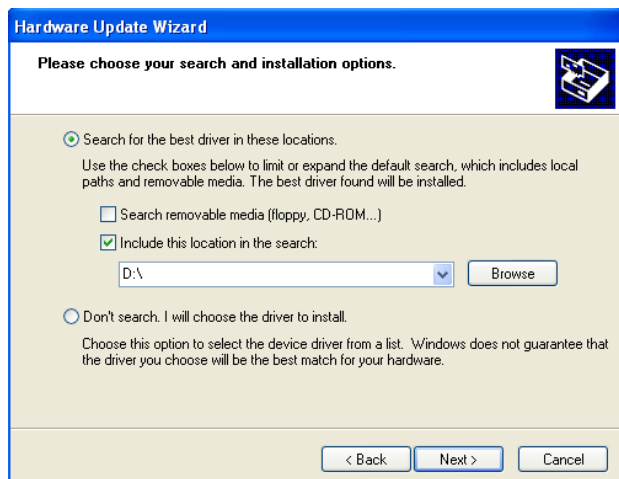 Hardware Update Wizard
Please choose your search and installation options.
Search for the best driver in these locations.
Use the check boxes below to limit or expand the default search, which includes local
paths and removable media. The best driver found will be installed.
Search removable media (floppy, CD-ROM...)
Include this location in the search:
D:\
Browse
Don't search. I will choose the driver to install.
Choose this option to select the device driver from a list.  Windows does not guarantee that
the driver you choose will be the best match for your hardware.
< Back
Next >
Cancel